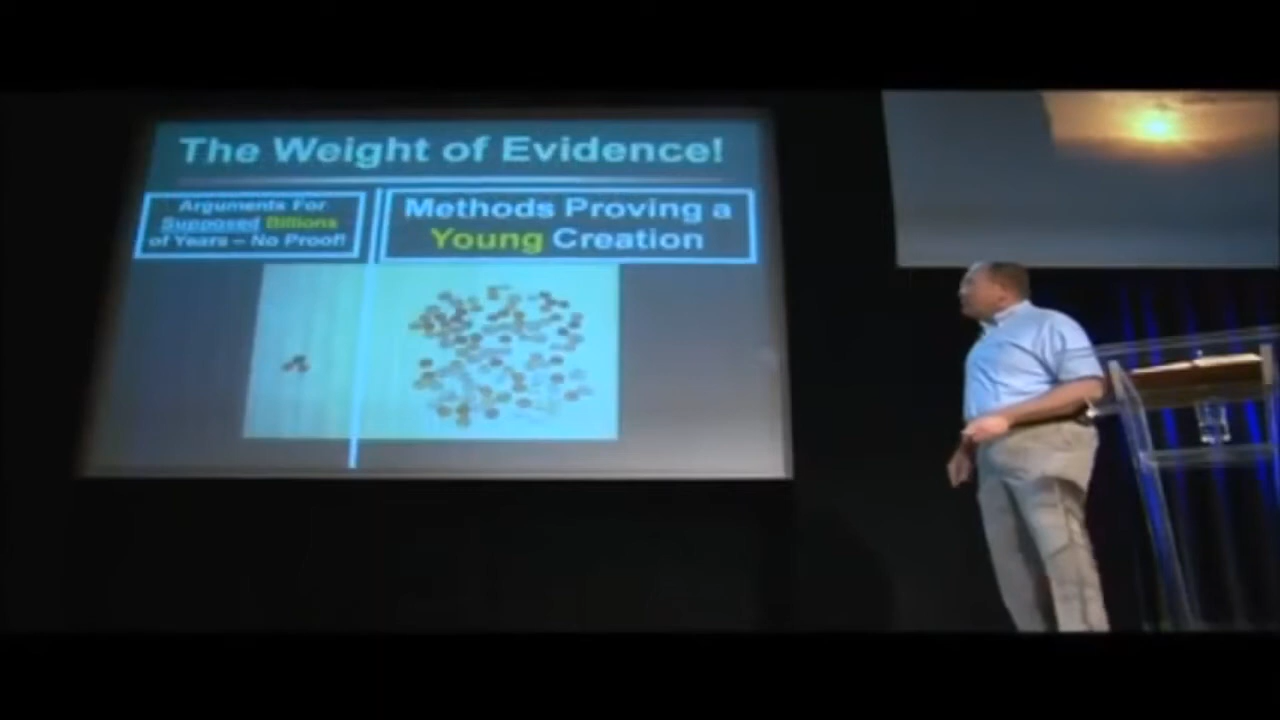 The Weight of Evidence!
Arguments For
Supposed Billions
of Years – No Proof!
Methods Proving a
Young Creation